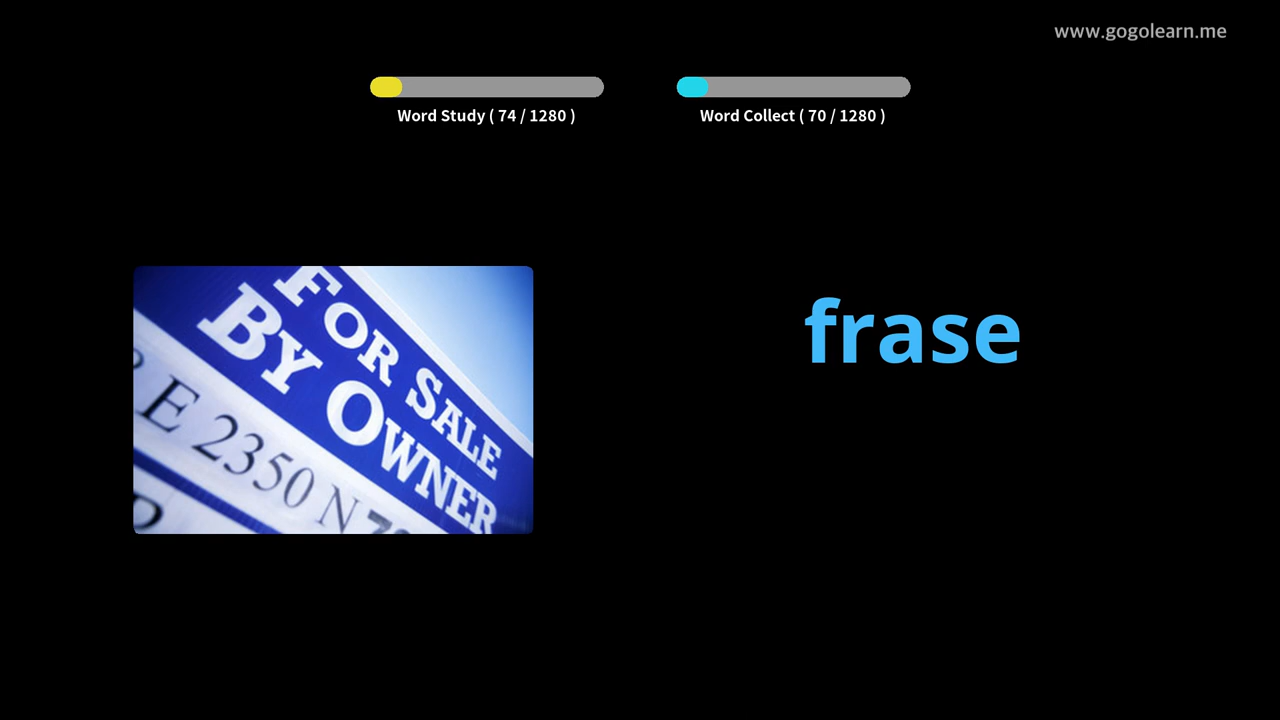 www.gogolearn.me
Word Study ( 74 / 1280 )
Word Collect ( 70 / 1280 )
FOR SALE
BY OWNER
E 2350 N
frase